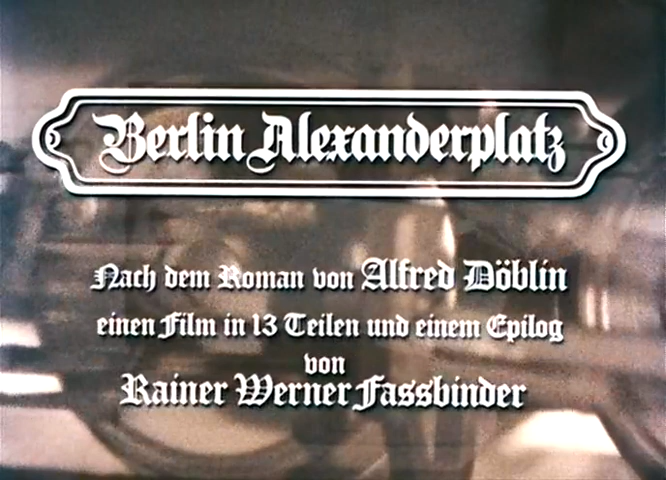 Berlin Alexanderplatz
Nach dem Roman von Alfred Döblin
einen Film in 13 Teilen und einem Epilog
von
Rainer Werner Fassbinder